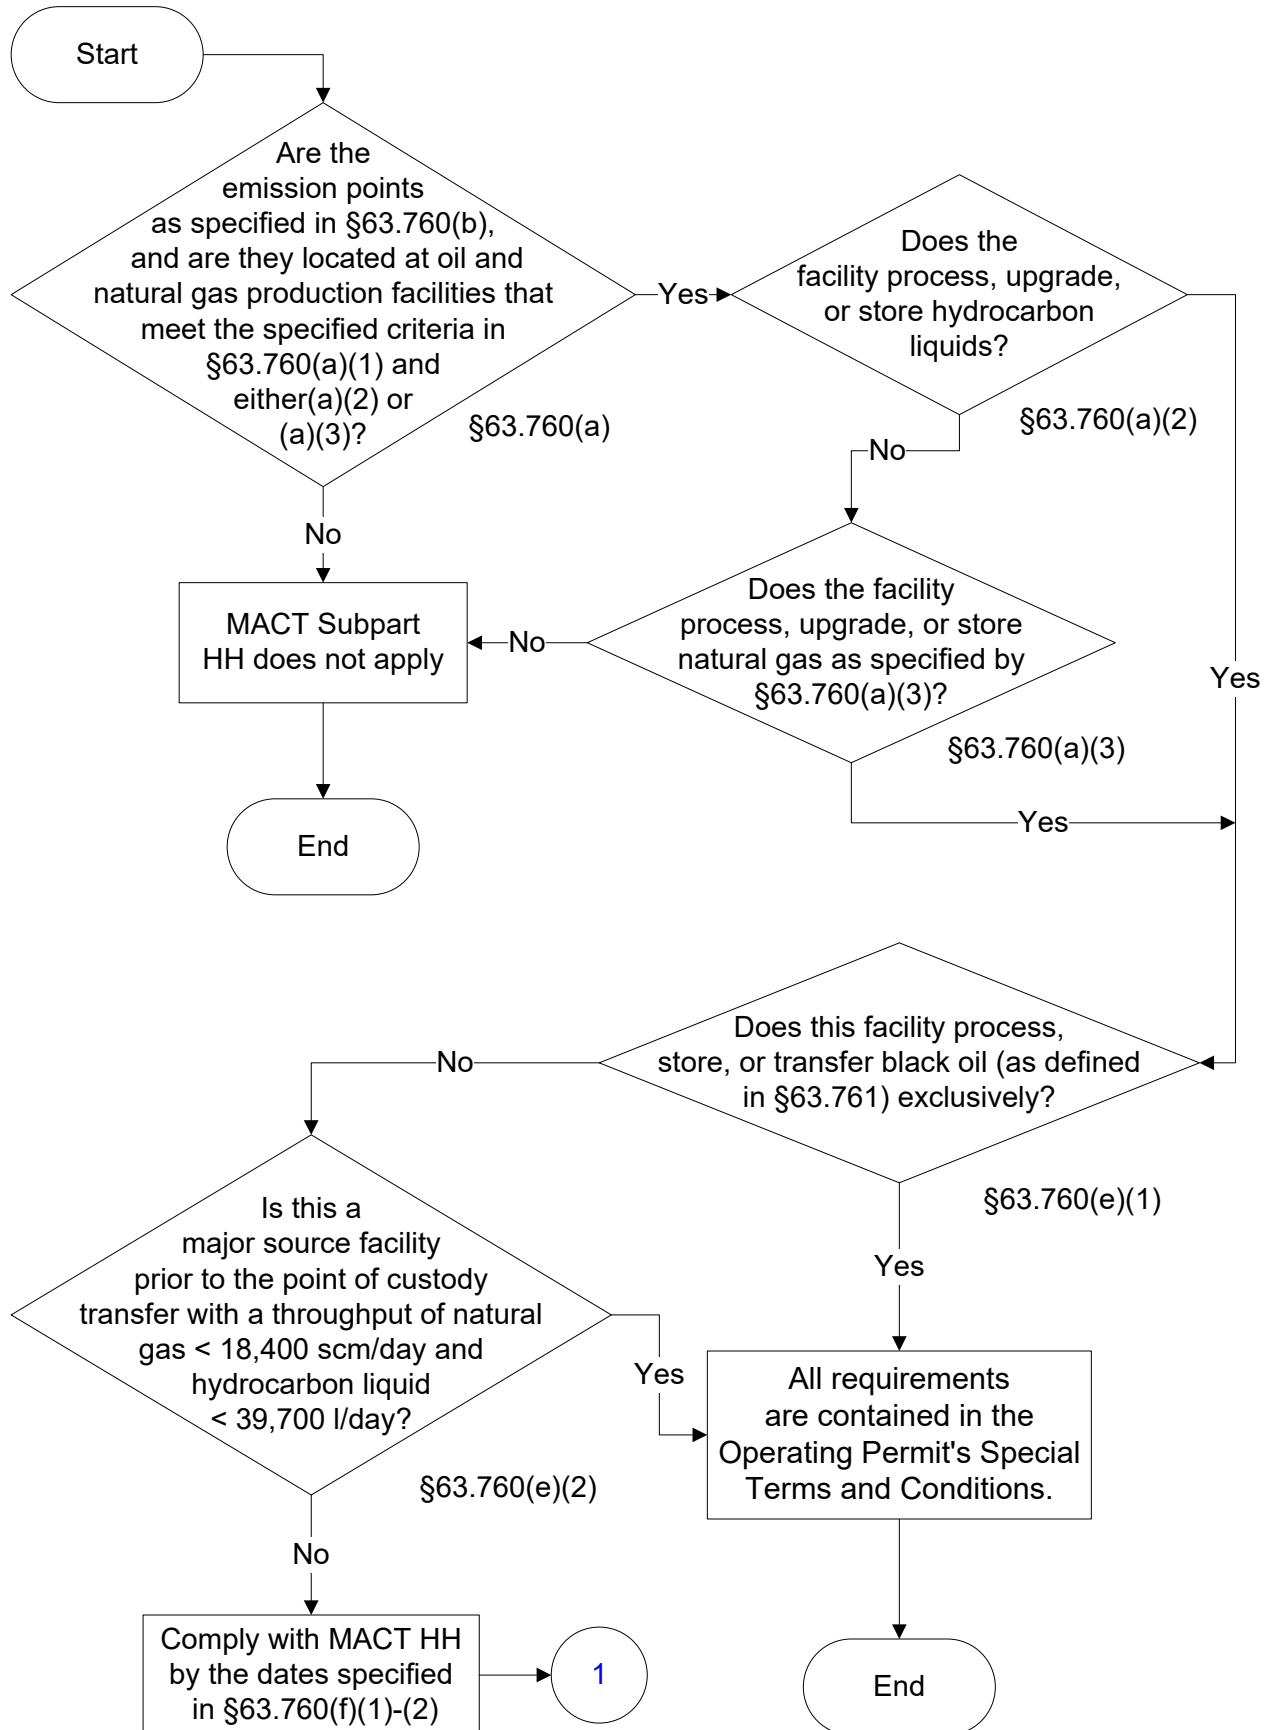 Start
Are the
emission points
as specified in §63.760(b),
and are they located at oil and
natural gas production facilities that
meet the specified criteria in
§63.760(a)(1) and
either(a)(2) or
(a)(3)?
§63.760(a)
Yes
Does the
facility process, upgrade,
or store hydrocarbon
liquids?
§63.760(a)(2)
No
No
Does the facility
process, upgrade, or store
natural gas as specified by
§63.760(a)(3)?
§63.760(a)(3)
No
Yes
Yes
MACT Subpart
HH does not apply
End
Does this facility process,
store, or transfer black oil (as defined
in §63.761) exclusively?
§63.760(e)(1)
No
Yes
Is this a
major source facility
prior to the point of custody
transfer with a throughput of natural
gas < 18,400 scm/day and
hydrocarbon liquid
< 39,700 l/day?
§63.760(e)(2)
Yes
No
All requirements
are contained in the
Operating Permit's Special
Terms and Conditions.
Comply with MACT HH
by the dates specified
in §63.760(f)(1)-(2)
1
End